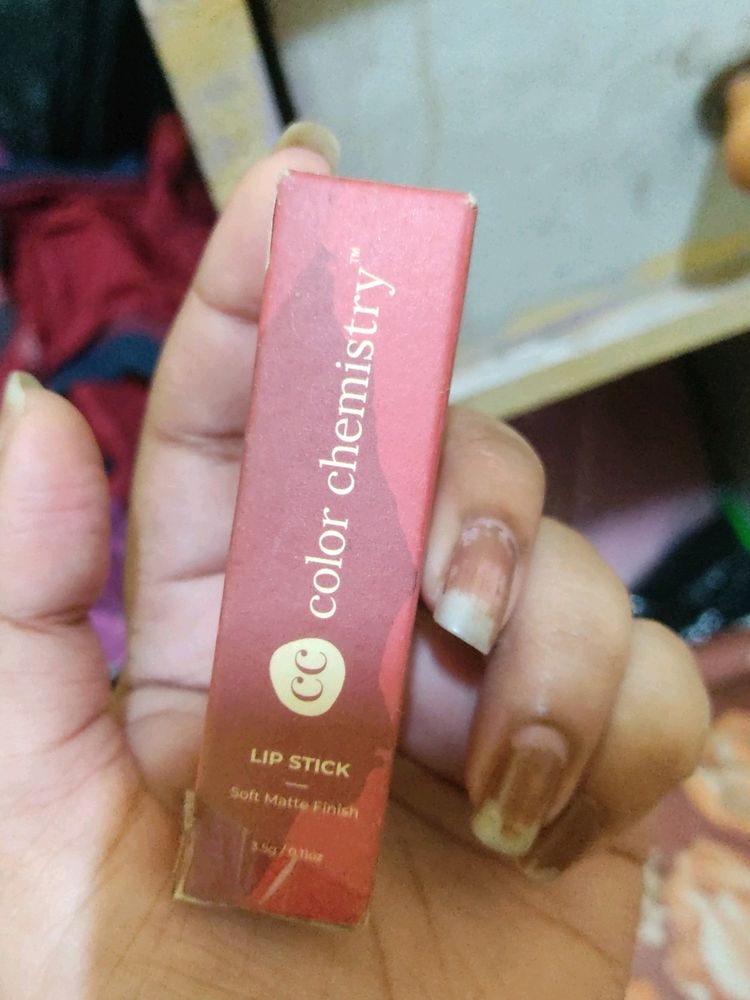 color chemistry™
cc
LIP STICK
Soft Matte Finish
3.5g / 0.11oz